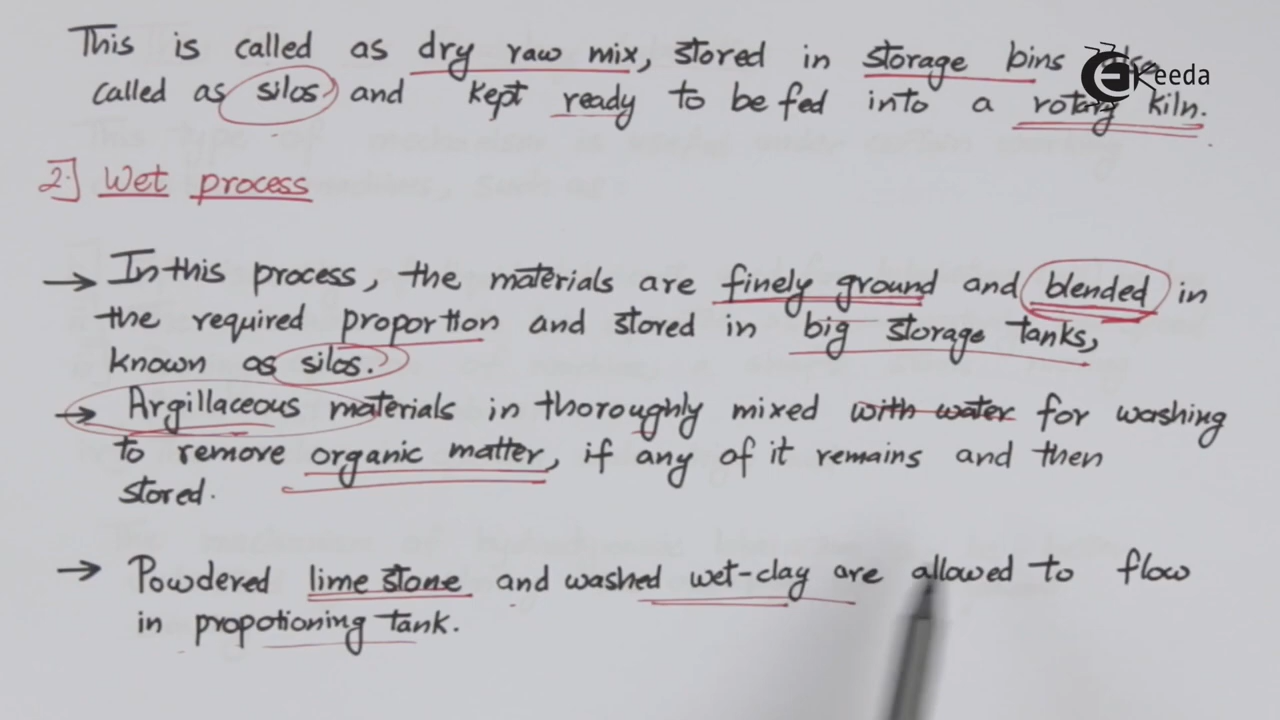 This is called as dry raw mix, stored in storage bins also
called as silos and kept ready to be fed into a rotary kiln.
Ekeeda
2.] Wet process
→ In this process, the materials are finely ground and blended in
the required proportion and stored in big storage tanks,
known as silos.
→ Argillaceous materials in thoroughly mixed with water for washing
to remove organic matter, if any of it remains and then
stored.
→ Powdered lime stone and washed wet-clay are allowed to flow
in propotioning tank.